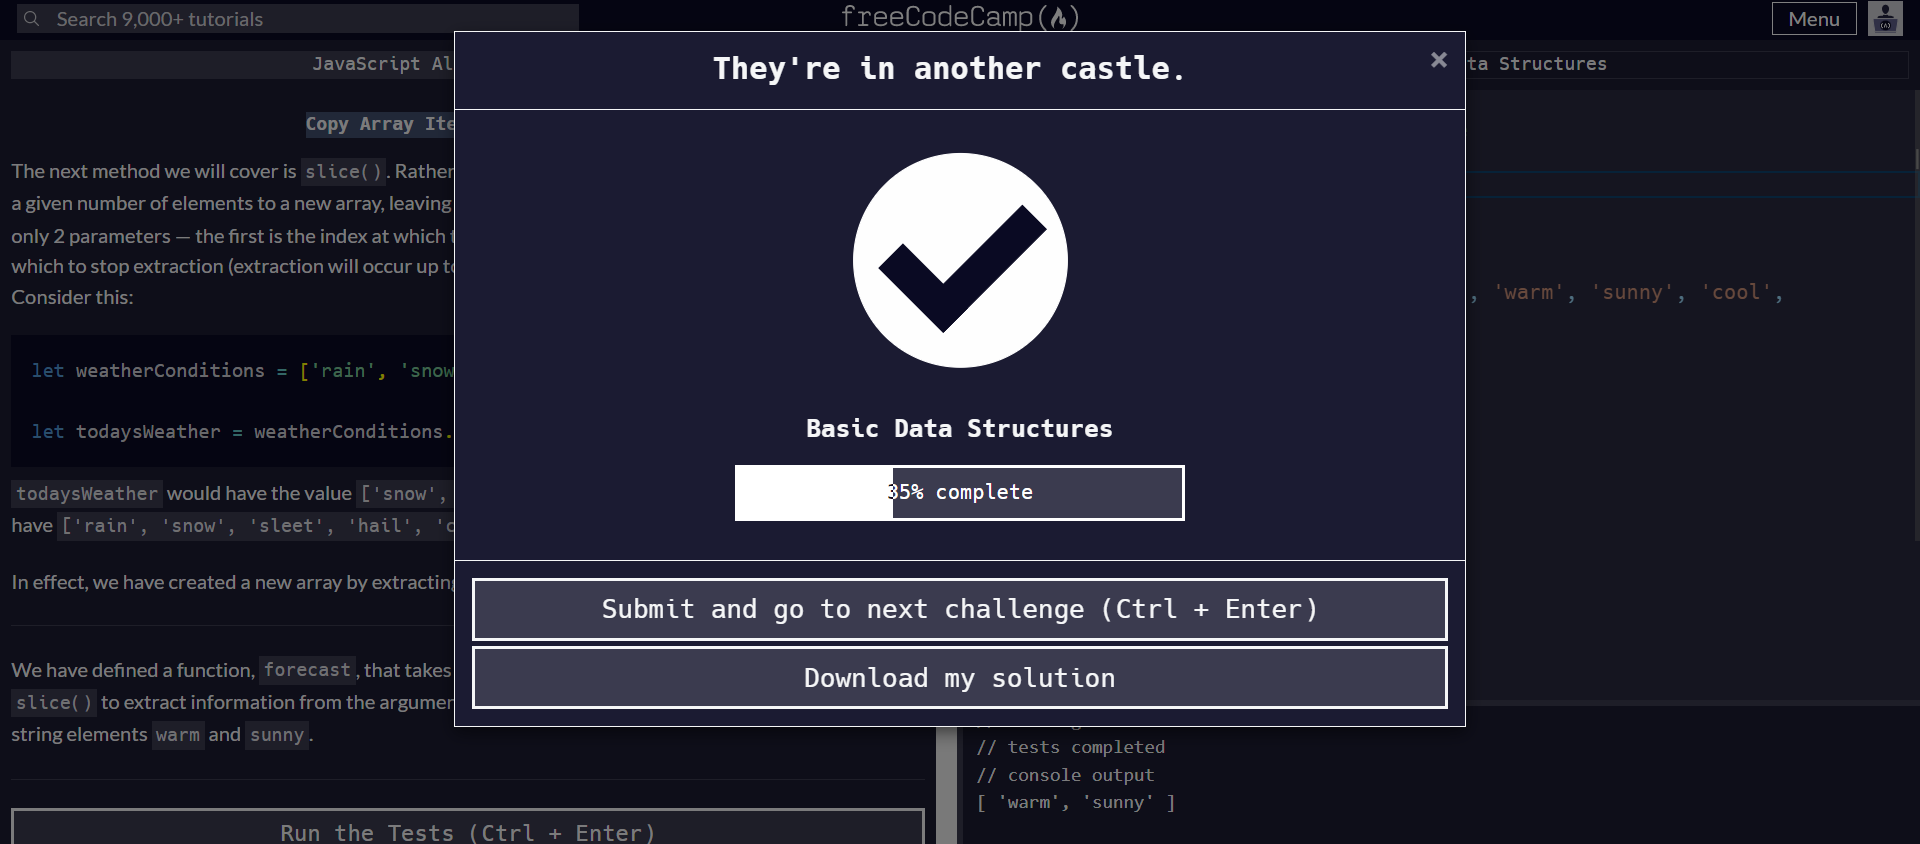 Search 9,000+ tutorials
freeCodeCamp(🔥)
Menu
JavaScript Al
ta Structures
They're in another castle.
×
Copy Array Ite
The next method we will cover is slice(). Rather
a given number of elements to a new array, leaving
only 2 parameters — the first is the index at which
which to stop extraction (extraction will occur up to
Consider this:
let weatherConditions = ['rain', 'snow
let todaysWeather = weatherConditions.
todaysWeather would have the value ['snow',
have ['rain', 'snow', 'sleet', 'hail', 'c
In effect, we have created a new array by extracting
We have defined a function, forecast, that takes
slice() to extract information from the argumen
string elements warm and sunny.
Run the Tests (Ctrl + Enter)
Basic Data Structures
35% complete
Submit and go to next challenge (Ctrl + Enter)
Download my solution
, 'warm', 'sunny', 'cool',
// tests completed
// console output
[ 'warm', 'sunny' ]